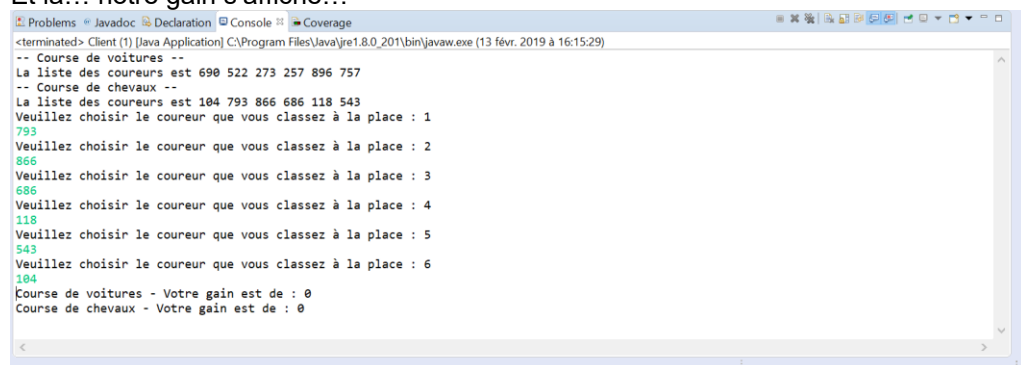 Et là… notre gain s'affiche…
Problems Javadoc Declaration Console Coverage
<terminated> Client (1) [Java Application] C:\Program Files\Java\jre1.8.0_201\bin\javaw.exe (13 févr. 2019 à 16:15:29)
-- Course de voitures --
La liste des coureurs est 690 522 273 257 896 757
-- Course de chevaux --
La liste des coureurs est 104 793 866 686 118 543
Veuillez choisir le coureur que vous classez à la place : 1
793
Veuillez choisir le coureur que vous classez à la place : 2
866
Veuillez choisir le coureur que vous classez à la place : 3
686
Veuillez choisir le coureur que vous classez à la place : 4
118
Veuillez choisir le coureur que vous classez à la place : 5
543
Veuillez choisir le coureur que vous classez à la place : 6
104
Course de voitures - Votre gain est de : 0
Course de chevaux - Votre gain est de : 0